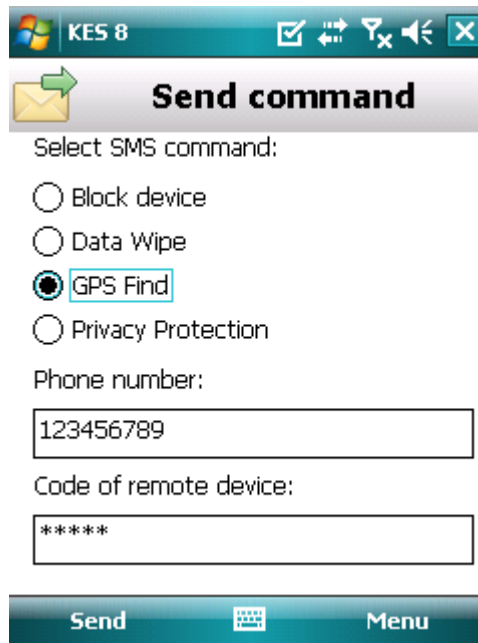 KES 8
Send command
Select SMS command:
Block device
Data Wipe
GPS Find
Privacy Protection
Phone number:
123456789
Code of remote device:
*****
Send Menu